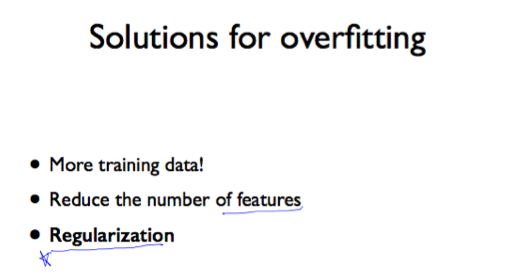 Solutions for overfitting
• More training data!
• Reduce the number of features
• Regularization